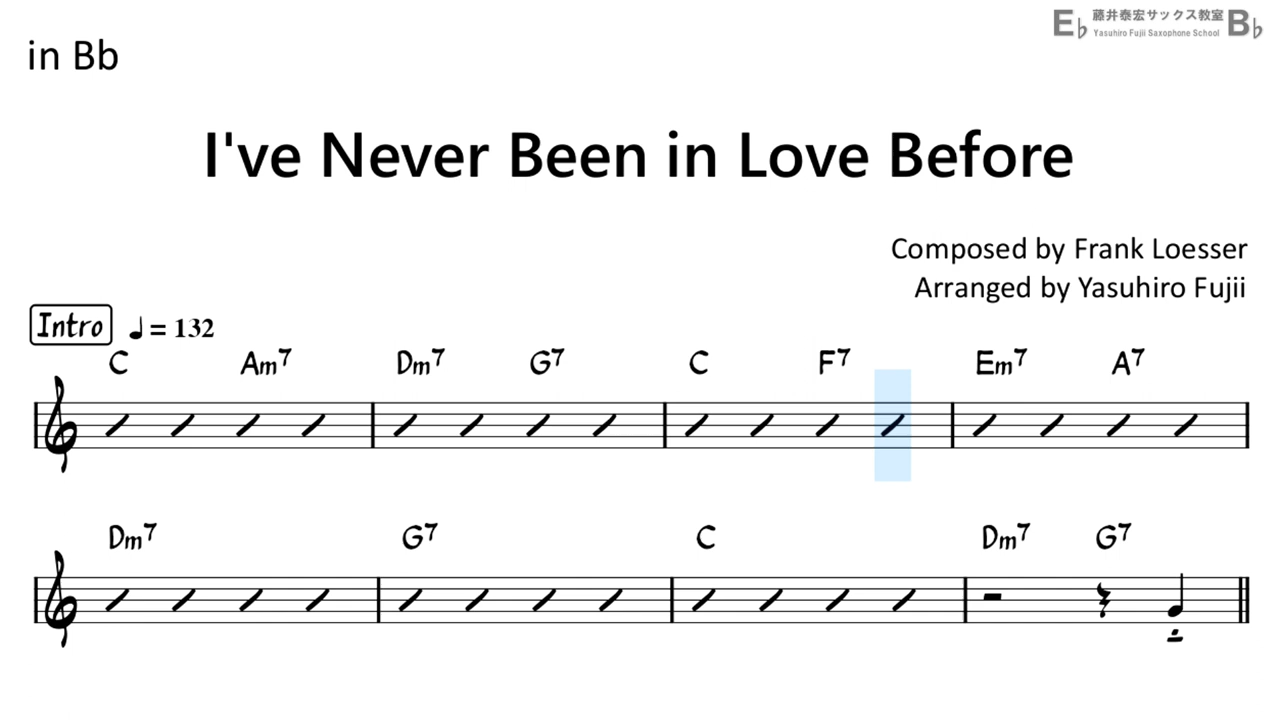 E♭ 藤井泰宏サックス教室 B♭
Yasuhiro Fujii Saxophone School
in Bb
I've Never Been in Love Before
Composed by Frank Loesser
Arranged by Yasuhiro Fujii
Intro ♩= 132
C Am7 Dm7 G7 C F7 Em7 A7
Dm7 G7 C Dm7 G7